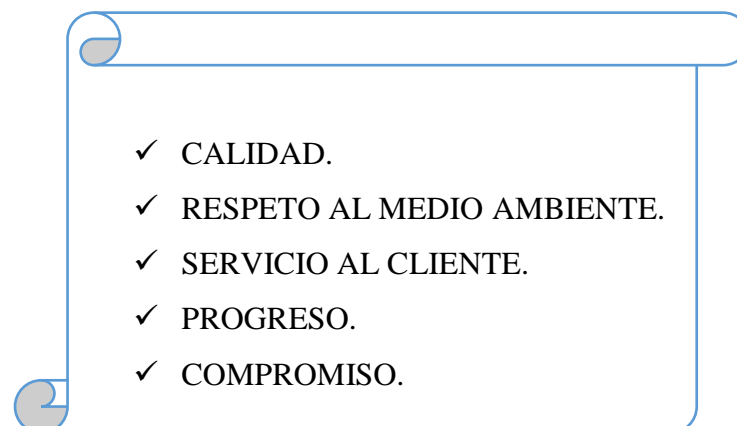 ✓ CALIDAD.
✓ RESPETO AL MEDIO AMBIENTE.
✓ SERVICIO AL CLIENTE.
✓ PROGRESO.
✓ COMPROMISO.